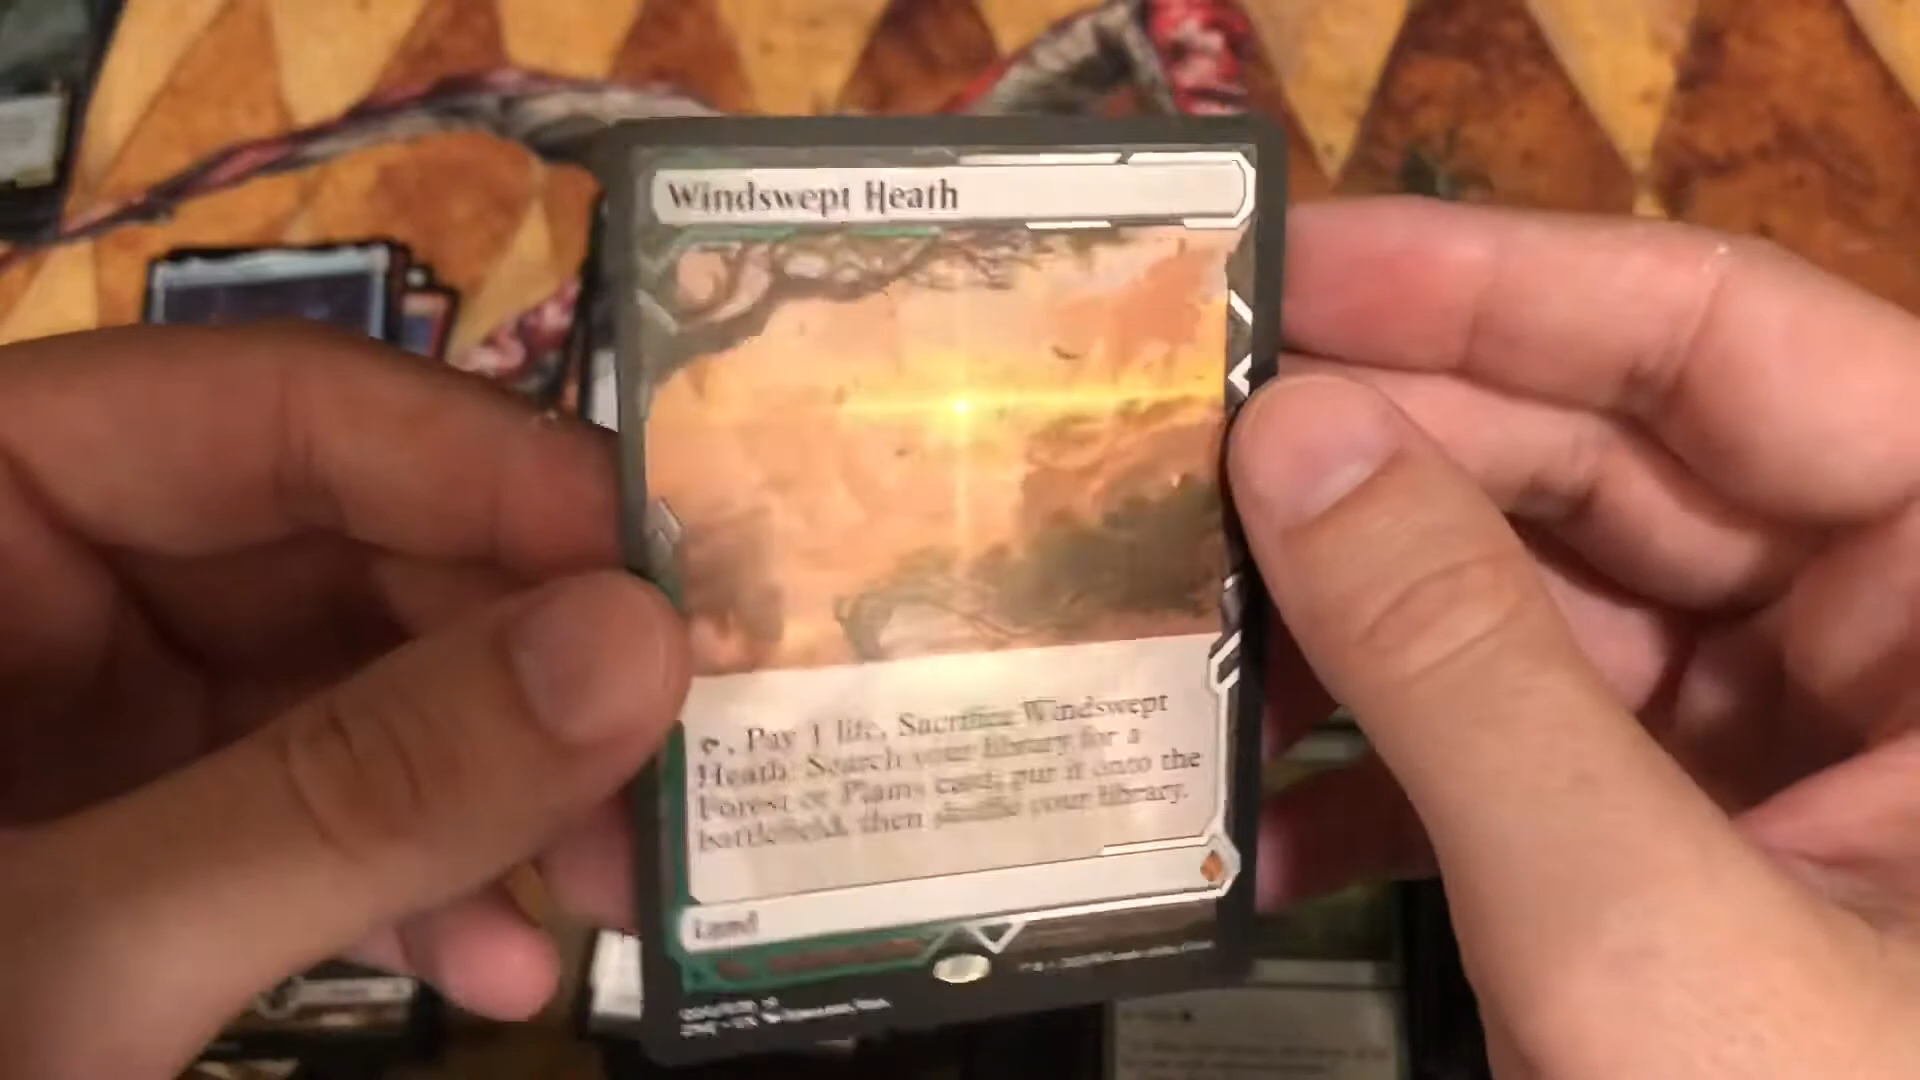 Windswept Heath
, Pay 1 life, Sacrifice Windswept
Heath: Search your library for a
Forest or Plains card, put it onto the
battlefield, then shuffle your library.
Land